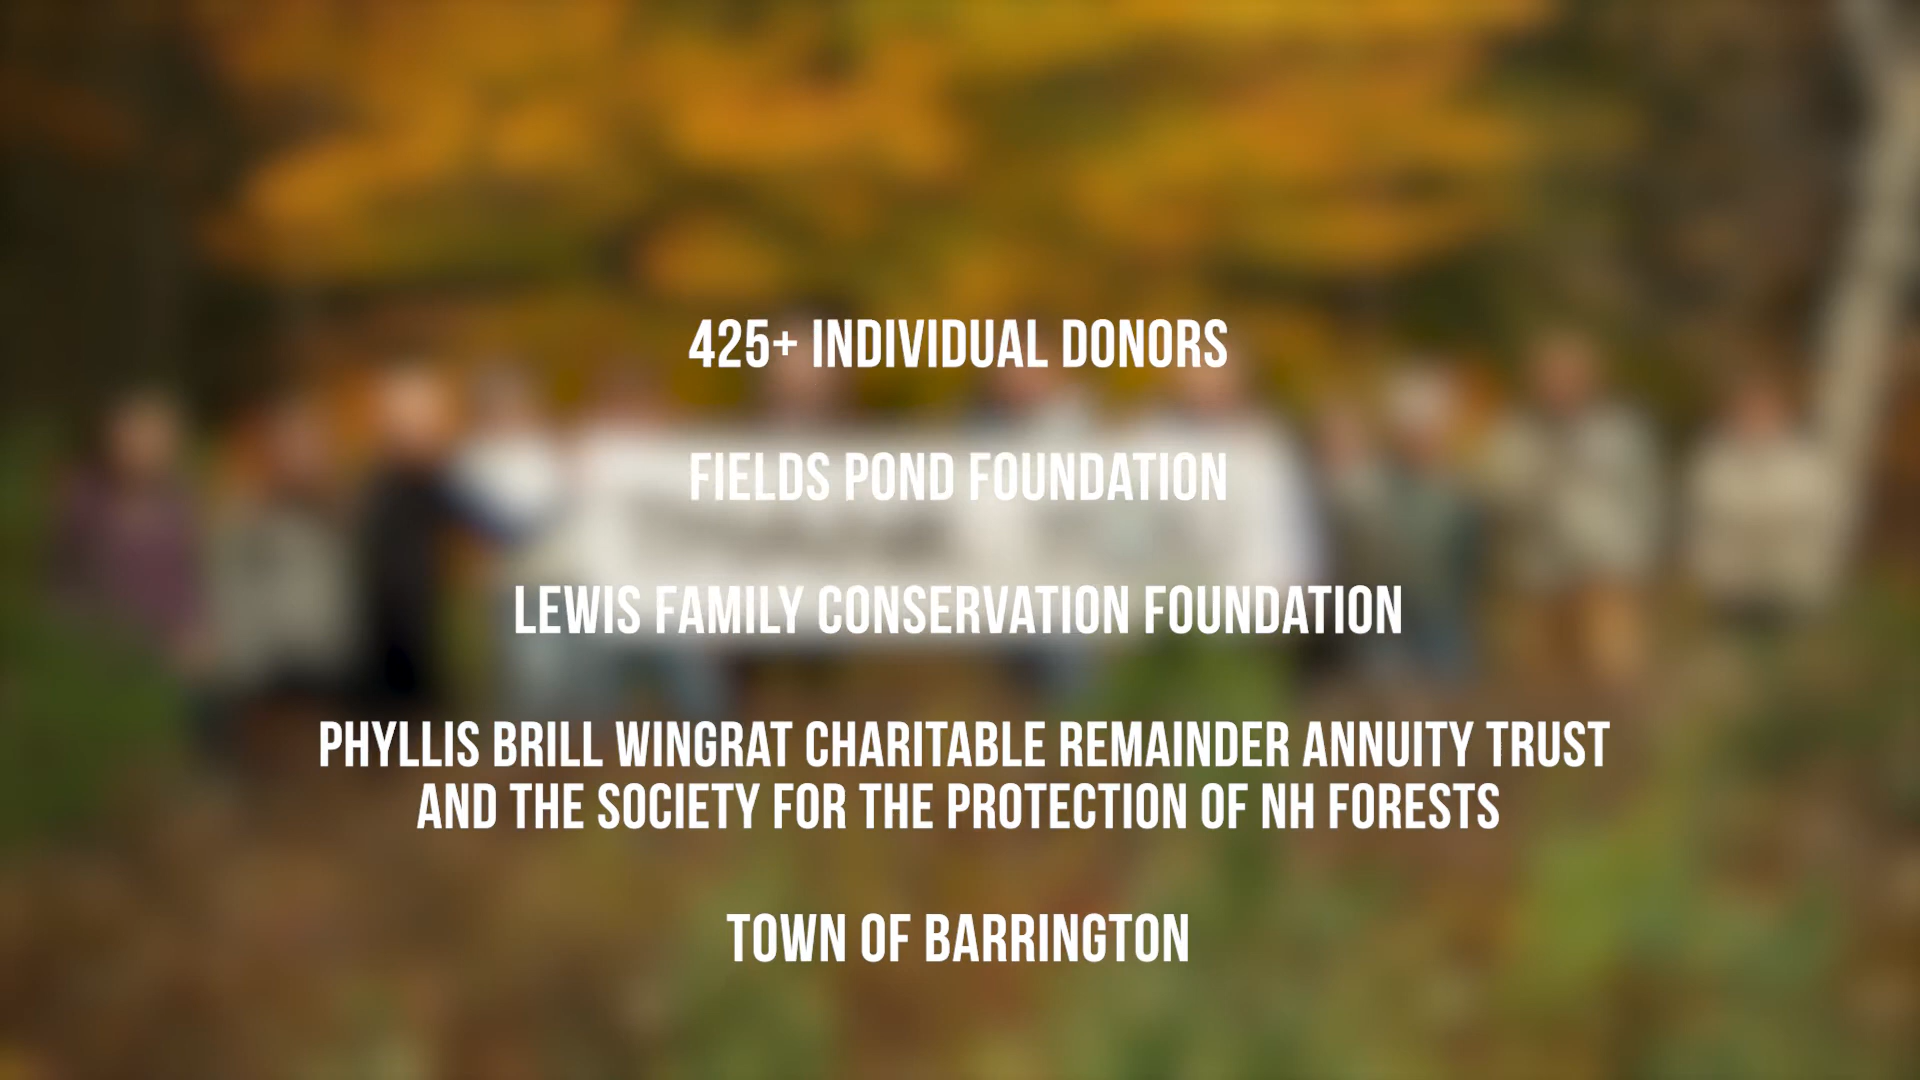 425+ INDIVIDUAL DONORS
FIELDS POND FOUNDATION
LEWIS FAMILY CONSERVATION FOUNDATION
PHYLLIS BRILL WINGRAT CHARITABLE REMAINDER ANNUITY TRUST
AND THE SOCIETY FOR THE PROTECTION OF NH FORESTS
TOWN OF BARRINGTON